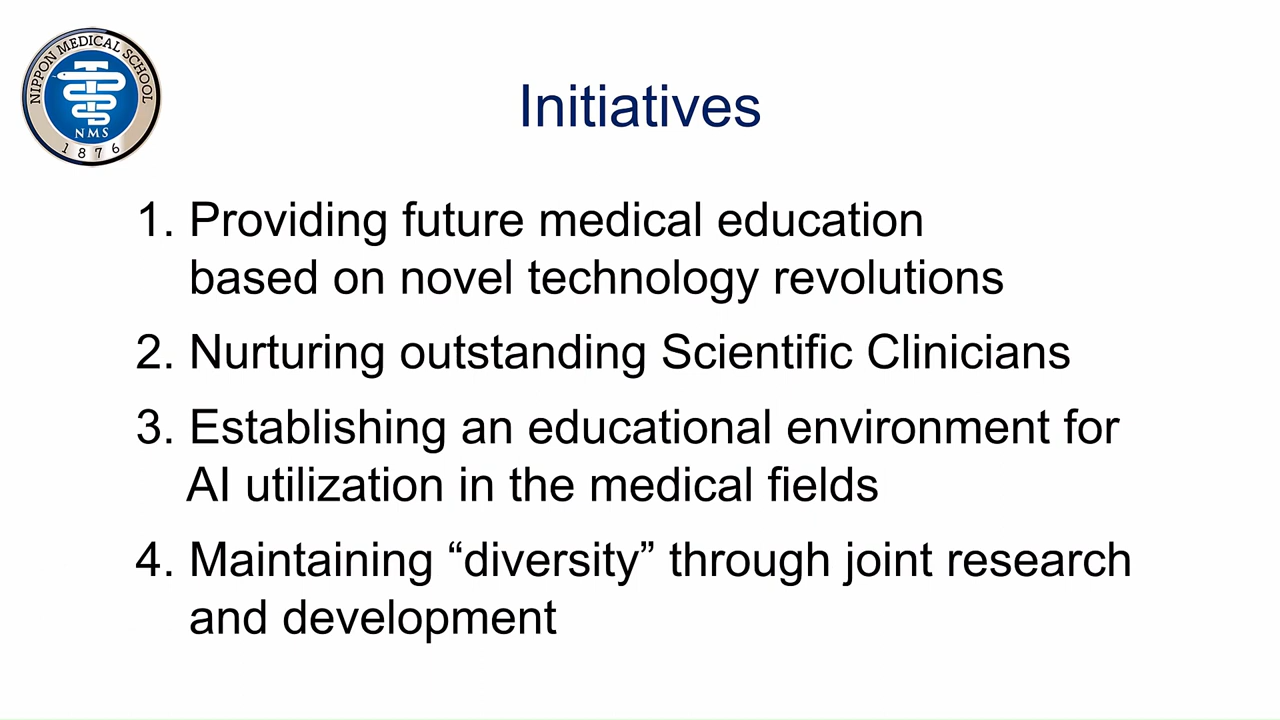 NIPPON MEDICAL SCHOOL
NMS
1876
Initiatives
1. Providing future medical education
based on novel technology revolutions
2. Nurturing outstanding Scientific Clinicians
3. Establishing an educational environment for
AI utilization in the medical fields
4. Maintaining “diversity” through joint research
and development